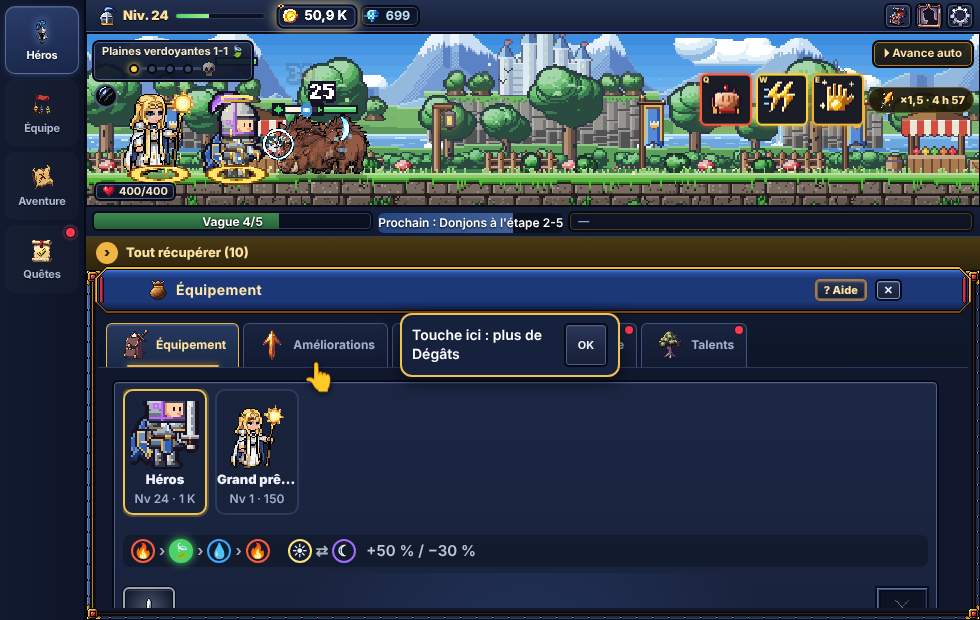 Héros
Équipe
Aventure
Quêtes
Niv. 24
50,9 K
699
Plaines verdoyantes 1-1
Avance auto
25
Q
W
E
×1,5 · 4 h 57
400/400
Vague 4/5
Prochain : Donjons à l'étape 2-5
—
Tout récupérer (10)
Équipement
? Aide
×
Équipement
Améliorations
Touche ici : plus de
Dégâts
OK
e
Talents
Héros
Nv 24 · 1 K
Grand prê...
Nv 1 · 150
+50 % / −30 %